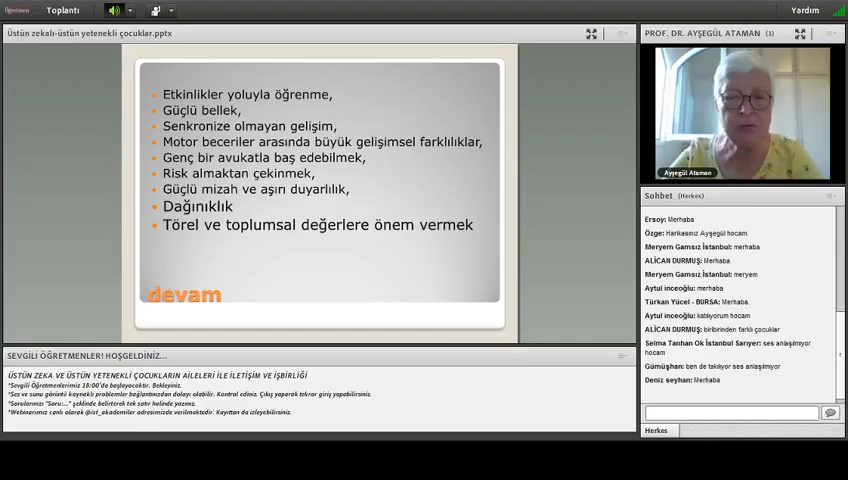 Öğretmen
Toplantı
Yardım
Üstün zekalı-üstün yetenekli çocuklar.pptx
Etkinlikler yoluyla öğrenme,
Güçlü bellek,
Senkronize olmayan gelişim,
Motor beceriler arasında büyük gelişimsel farklılıklar,
Genç bir avukatla baş edebilmek,
Risk almaktan çekinmek,
Güçlü mizah ve aşırı duyarlılık,
Dağınıklık
Törel ve toplumsal değerlere önem vermek
devam
SEVGİLİ ÖĞRETMENLER! HOŞGELDİNİZ...
ÜSTÜN ZEKA VE ÜSTÜN YETENEKLİ ÇOCUKLARIN AİLELERİ İLE İLETİŞİM VE İŞBİRLİĞİ
*Sevgili Öğretmenlerimiz 18:00'da başlayacaktır. Bekleyiniz.
*Ses ve sunu görüntü kaynaklı problemler bağlantınızdan dolayı olabilir. Kontrol ediniz. Çıkış yaparak tekrar giriş yapabilirsiniz.
*Sorularınızı "Soru:..." şeklinde belirterek tek satır halinde yazınız.
*Webinarımız canlı olarak @ist_akademiler adresimizde verilmektedir. Kayıttan da izleyebilirsiniz.
PROF. DR. AYŞEGÜL ATAMAN (1)
Ayşegül Ataman
Sohbet (Herkes)
Ersoy: Merhaba
Özge: Harikasınız Ayşegül hocam.
Meryem Gamsız İstanbul: merhaba
ALİCAN DURMUŞ: Merhaba
Meryem Gamsız İstanbul: meryem
Aytul inceoğlu: merhaba
Türkan Yücel - BURSA: Merhaba.
Aytul inceoğlu: katılıyorum hocam
ALİCAN DURMUŞ: biribirinden farklı çocuklar
Selma Tanhan Ok İstanbul Sarıyer: ses anlaşılmıyor
hocam
Gümüşhan: ben de takılıyor ses anlaşılmıyor
Deniz seyhan: Merhaba
Herkes